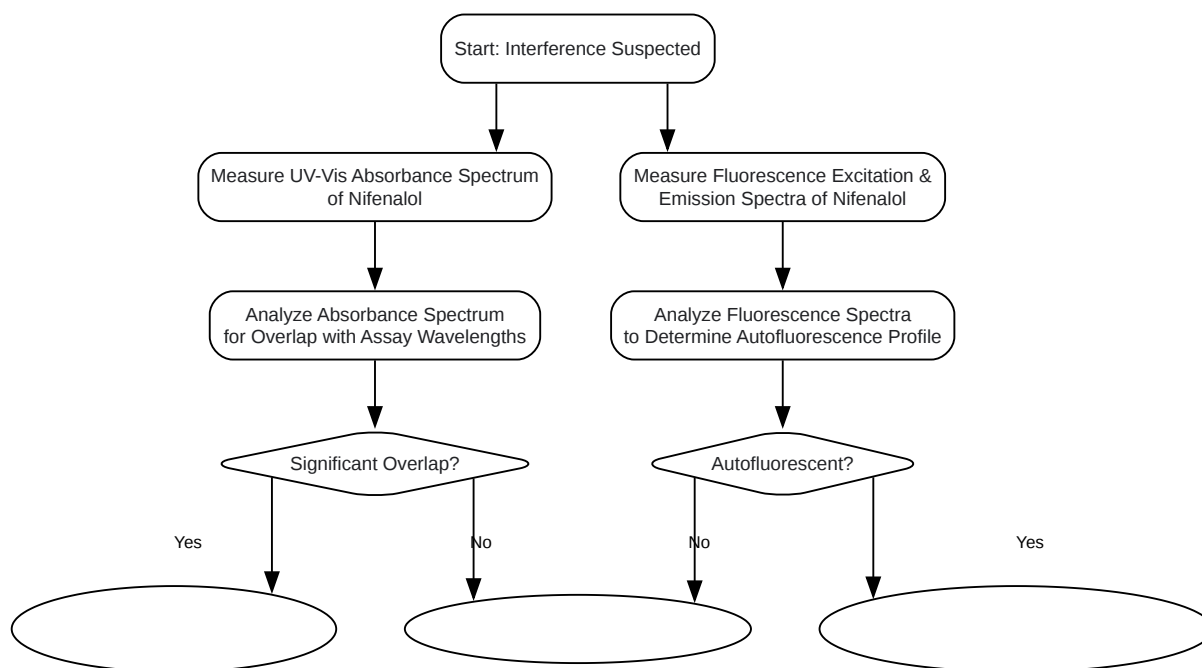 Start: Interference Suspected
Measure UV-Vis Absorbance Spectrum
of Nifenalol
Measure Fluorescence Excitation &
Emission Spectra of Nifenalol
Analyze Absorbance Spectrum
for Overlap with Assay Wavelengths
Analyze Fluorescence Spectra
to Determine Autofluorescence Profile
Significant Overlap?
Autofluorescent?
Yes
No
No
Yes